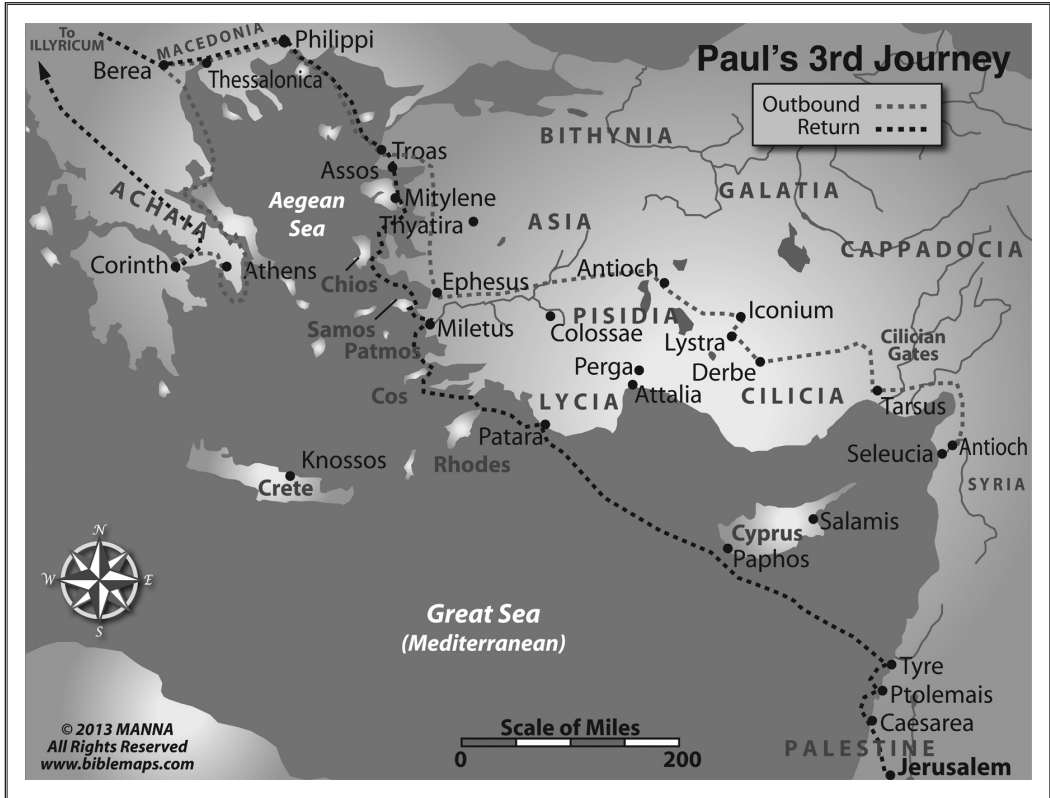 Paul's 3rd Journey
Outbound
Return
To
ILLYRICUM
MACEDONIA
Philippi
Berea
Thessalonica
BITHYNIA
Troas
Assos
GALATIA
Aegean
Sea
Mitylene
ACHAIA
Thyatira
ASIA
CAPPADOCIA
Corinth
Athens
Chios
Ephesus
Antioch
Samos
Patmos
Miletus
PISIDIA
Colossae
Iconium
Lystra
Cilician
Gates
Perga
Derbe
Attalia
Cos
LYCIA
CILICIA
Tarsus
Patara
Rhodes
Seleucia
Antioch
SYRIA
Knossos
Crete
Salamis
Cyprus
Paphos
N
W
E
S
Great Sea
(Mediterranean)
Tyre
Ptolemais
Caesarea
PALESTINE
Jerusalem
Scale of Miles
0 200
© 2013 MANNA
All Rights Reserved
www.biblemaps.com